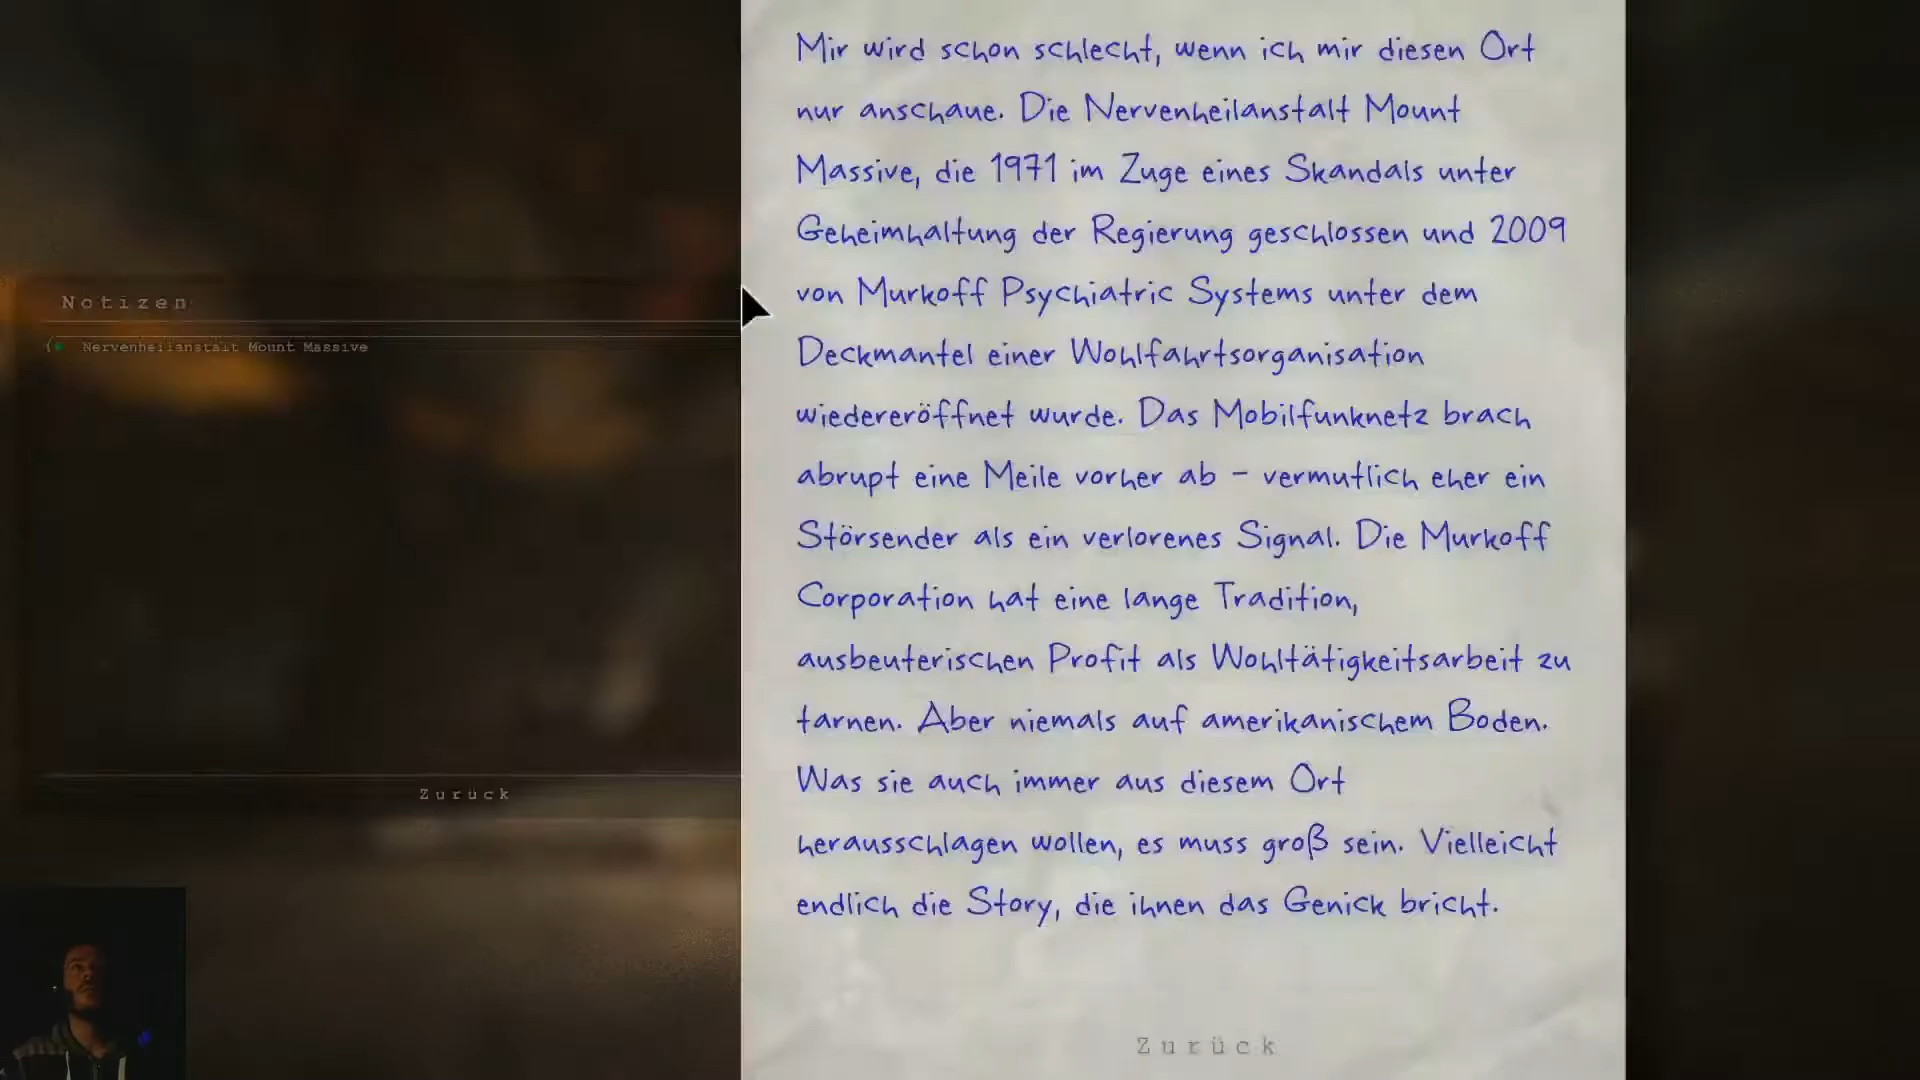 Notizen
Nervenheilanstalt Mount Massive
Zurück
Mir wird schon schlecht, wenn ich mir diesen Ort
nur anschaue. Die Nervenheilanstalt Mount
Massive, die 1971 im Zuge eines Skandals unter
Geheimhaltung der Regierung geschlossen und 2009
von Murkoff Psychiatric Systems unter dem
Deckmantel einer Wohlfahrtsorganisation
wiedereröffnet wurde. Das Mobilfunknetz brach
abrupt eine Meile vorher ab - vermutlich eher ein
Störsender als ein verlorenes Signal. Die Murkoff
Corporation hat eine lange Tradition,
ausbeuterischen Profit als Wohltätigkeitsarbeit zu
tarnen. Aber niemals auf amerikanischem Boden.
Was sie auch immer aus diesem Ort
herausschlagen wollen, es muss groß sein. Vielleicht
endlich die Story, die ihnen das Genick bricht.
Zurück